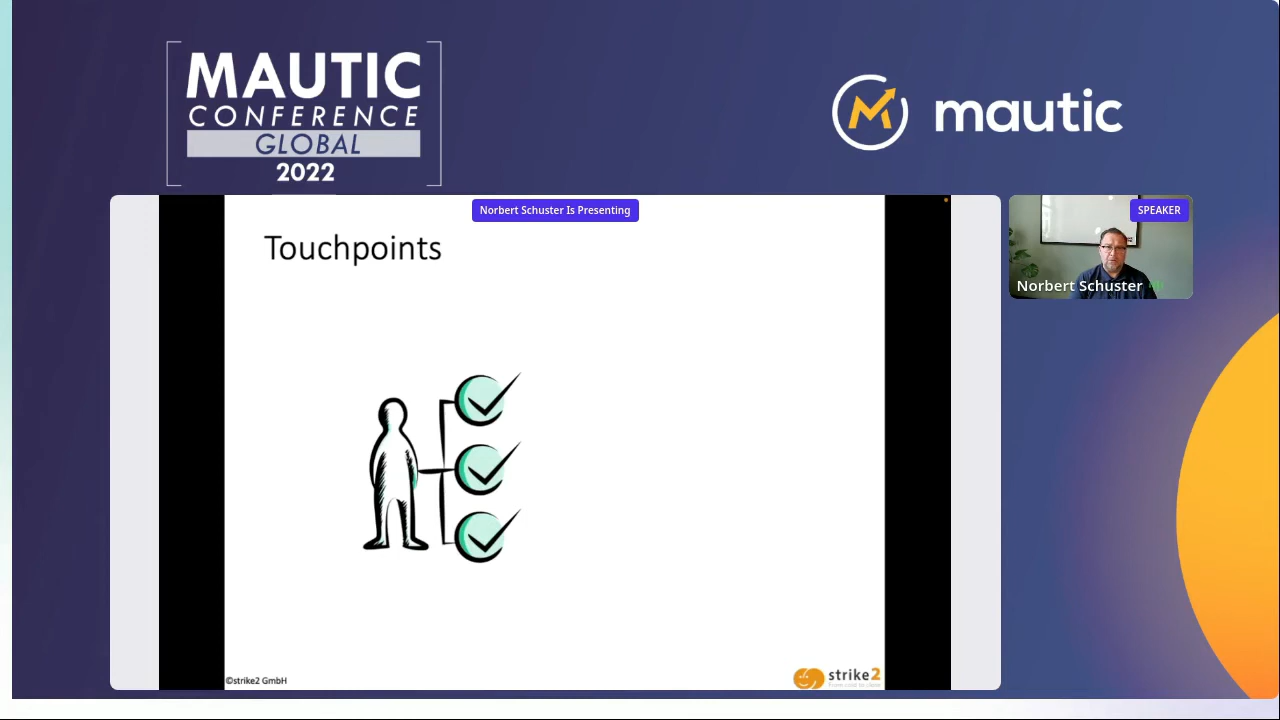 MAUTIC
CONFERENCE
GLOBAL
2022
mautic
Norbert Schuster Is Presenting
SPEAKER
Norbert Schuster
Touchpoints
©strike2 GmbH
strike2